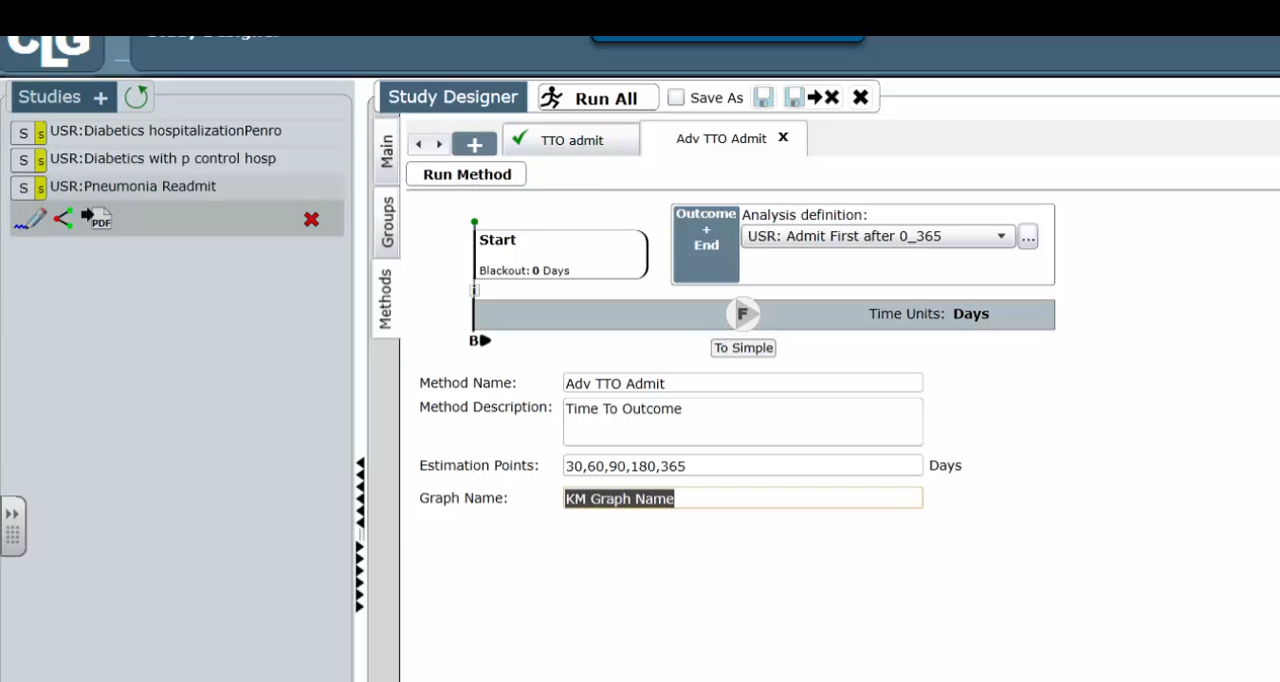 CLG
Study Designer
Studies +
Study Designer
Run All
Save As
S s USR:Diabetics hospitalizationPenro
S s USR:Diabetics with p control hosp
S s USR:Pneumonia Readmit
PDF
Main
Groups
Methods
+
TTO admit
Adv TTO Admit x
Run Method
Start
Blackout: 0 Days
Outcome
+
End
Analysis definition:
USR: Admit First after 0_365
...
F
Time Units: Days
B
To Simple
Method Name: Adv TTO Admit
Method Description: Time To Outcome
Estimation Points: 30,60,90,180,365 Days
Graph Name: KM Graph Name